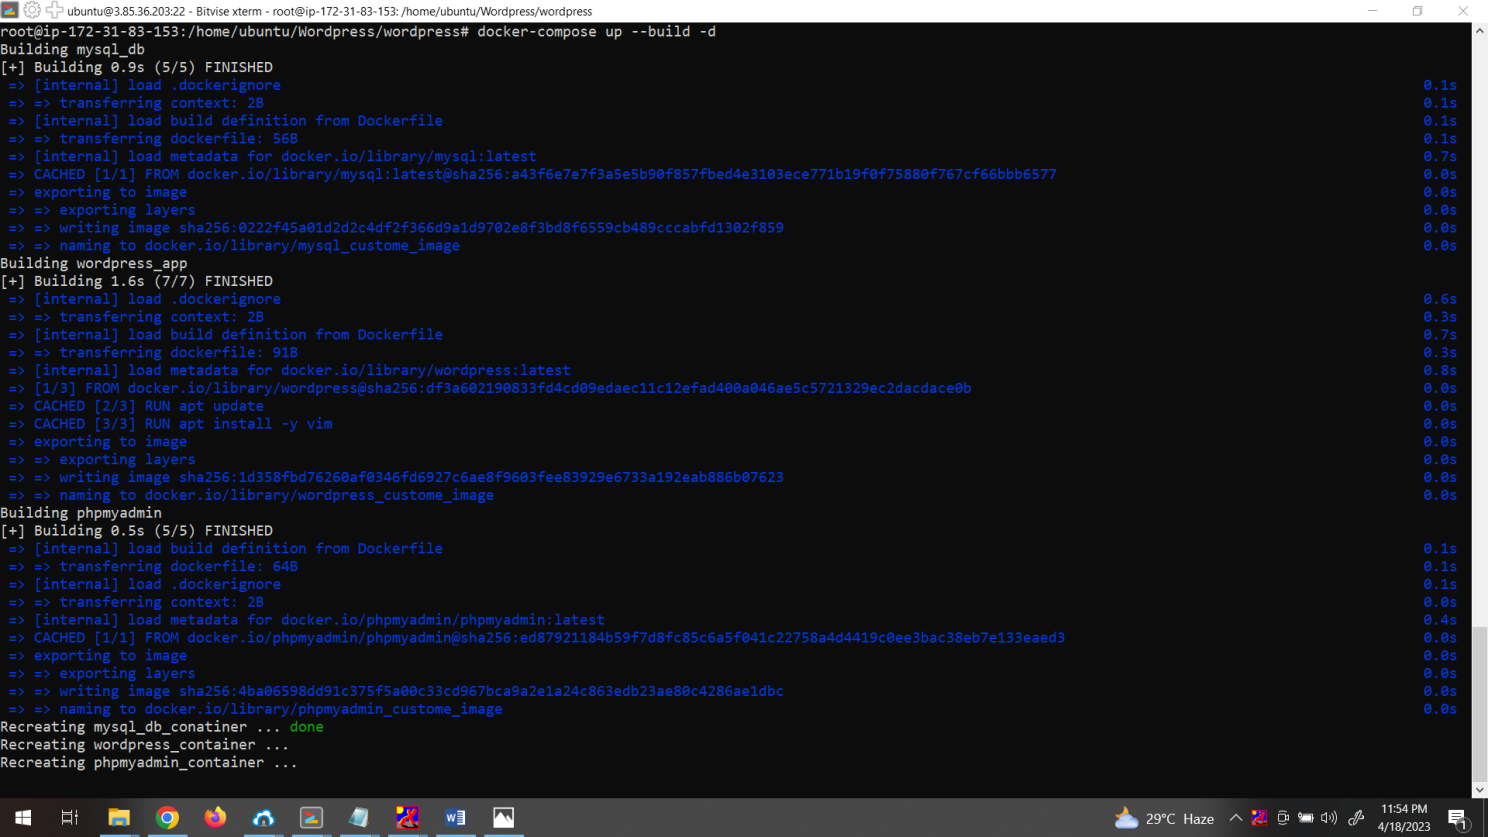 ubuntu@3.85.36.203:22 - Bitvise xterm - root@ip-172-31-83-153: /home/ubuntu/Wordpress/wordpress
root@ip-172-31-83-153:/home/ubuntu/Wordpress/wordpress# docker-compose up --build -d
Building mysql_db
[+] Building 0.9s (5/5) FINISHED
=> [internal] load .dockerignore 0.1s
=> => transferring context: 2B 0.1s
=> [internal] load build definition from Dockerfile 0.1s
=> => transferring dockerfile: 56B 0.1s
=> [internal] load metadata for docker.io/library/mysql:latest 0.7s
=> CACHED [1/1] FROM docker.io/library/mysql:latest@sha256:a43f6e7e7f3a5e5b90f857fbed4e3103ece771b19f0f75880f767cf66bbb6577 0.0s
=> exporting to image 0.0s
=> => exporting layers 0.0s
=> => writing image sha256:0222f45a01d2d2c4df2f366d9a1d9702e8f3bd8f6559cb489cccabfd1302f859 0.0s
=> => naming to docker.io/library/mysql_custome_image 0.0s
Building wordpress_app
[+] Building 1.6s (7/7) FINISHED
=> [internal] load .dockerignore 0.6s
=> => transferring context: 2B 0.3s
=> [internal] load build definition from Dockerfile 0.7s
=> => transferring dockerfile: 91B 0.3s
=> [internal] load metadata for docker.io/library/wordpress:latest 0.8s
=> [1/3] FROM docker.io/library/wordpress@sha256:df3a602190833fd4cd09edaec11c12efad400a046ae5c5721329ec2dacdace0b 0.0s
=> CACHED [2/3] RUN apt update 0.0s
=> CACHED [3/3] RUN apt install -y vim 0.0s
=> exporting to image 0.0s
=> => exporting layers 0.0s
=> => writing image sha256:1d358fbd76260af0346fd6927c6ae8f9603fee83929e6733a192eab886b07623 0.0s
=> => naming to docker.io/library/wordpress_custome_image 0.0s
Building phpmyadmin
[+] Building 0.5s (5/5) FINISHED
=> [internal] load build definition from Dockerfile 0.1s
=> => transferring dockerfile: 64B 0.1s
=> [internal] load .dockerignore 0.1s
=> => transferring context: 2B 0.0s
=> [internal] load metadata for docker.io/phpmyadmin/phpmyadmin:latest 0.4s
=> CACHED [1/1] FROM docker.io/phpmyadmin/phpmyadmin@sha256:ed87921184b59f7d8fc85c6a5f041c22758a4d4419c0ee3bac38eb7e133eaed3 0.0s
=> exporting to image 0.0s
=> => exporting layers 0.0s
=> => writing image sha256:4ba06598dd91c375f5a00c33cd967bca9a2e1a24c863edb23ae80c4286ae1dbc 0.0s
=> => naming to docker.io/library/phpmyadmin_custome_image 0.0s
Recreating mysql_db_conatiner ... done
Recreating wordpress_container ...
Recreating phpmyadmin_container ...
29°C Haze
11:54 PM
4/18/2023
1